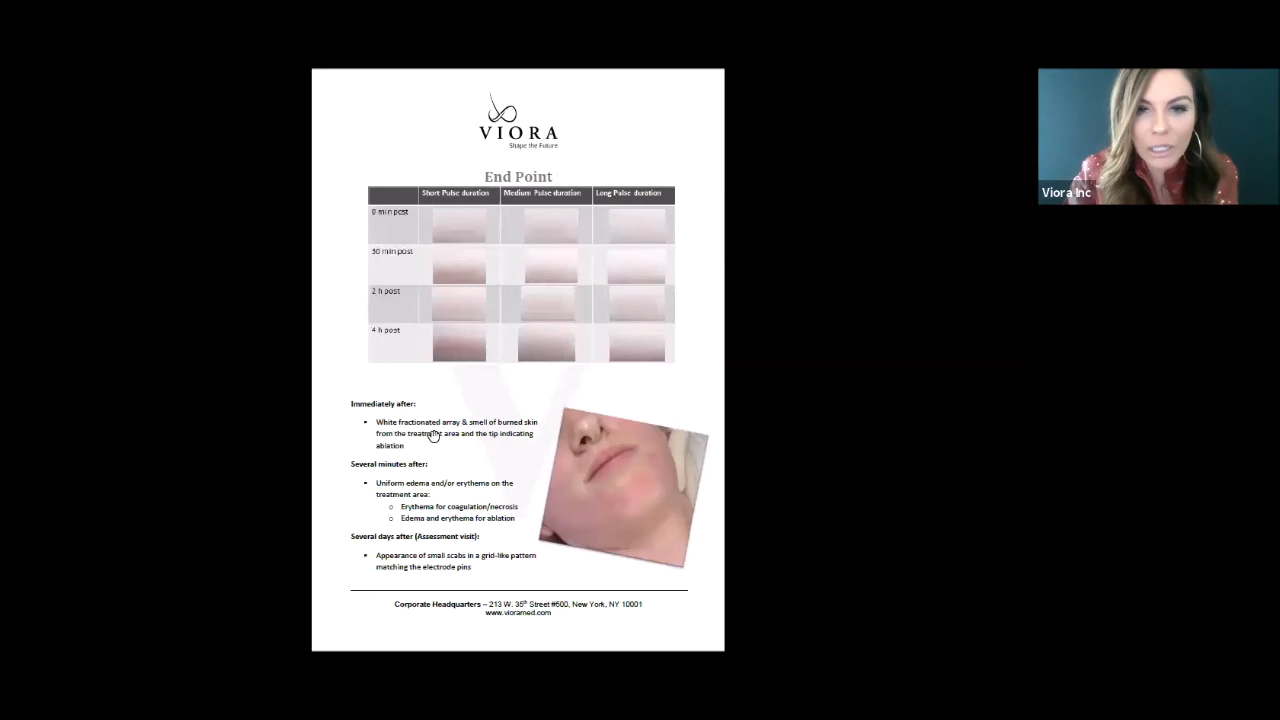 VIORA
Shape the Future
End Point
Short Pulse duration Medium Pulse duration Long Pulse duration
0 min post
30 min post
2 h post
4 h post
Immediately after:
• White fractionated array & smell of burned skin
from the treatment area and the tip indicating
ablation
Several minutes after:
• Uniform edema and/or erythema on the
treatment area:
o Erythema for coagulation/necrosis
o Edema and erythema for ablation
Several days after (Assessment visit):
• Appearance of small scabs in a grid-like pattern
matching the electrode pins
Corporate Headquarters – 213 W. 35th Street #500, New York, NY 10001
www.vioramed.com
Viora Inc